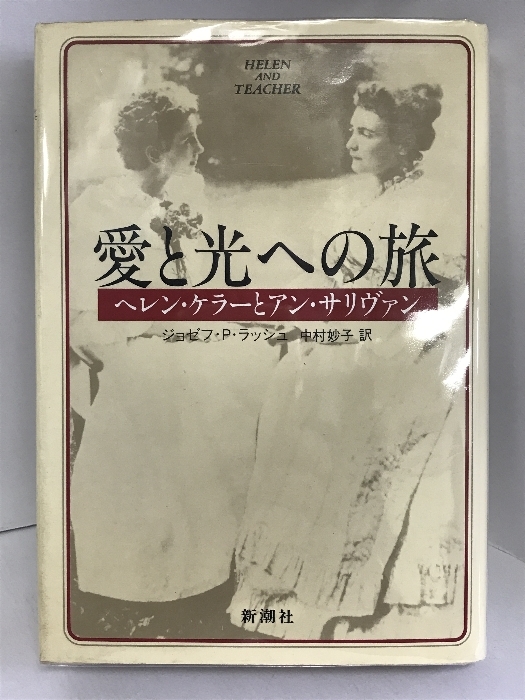 HELEN
AND
TEACHER
愛と光への旅
ヘレン・ケラーとアン・サリヴァン
ジョゼフ・P・ラッシュ 中村妙子 訳
新潮社